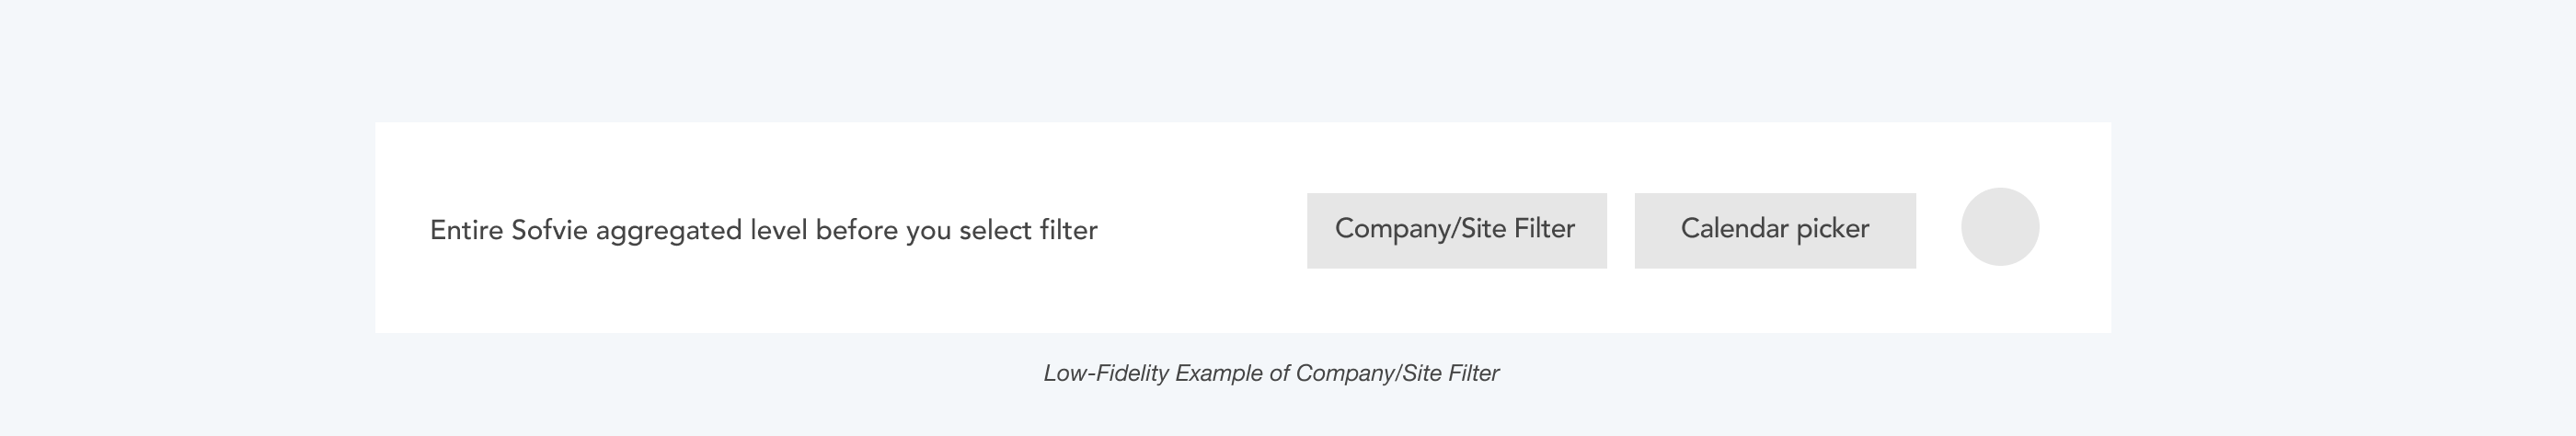 Entire Sofvie aggregated level before you select filter
Company/Site Filter
Calendar picker
Low-Fidelity Example of Company/Site Filter